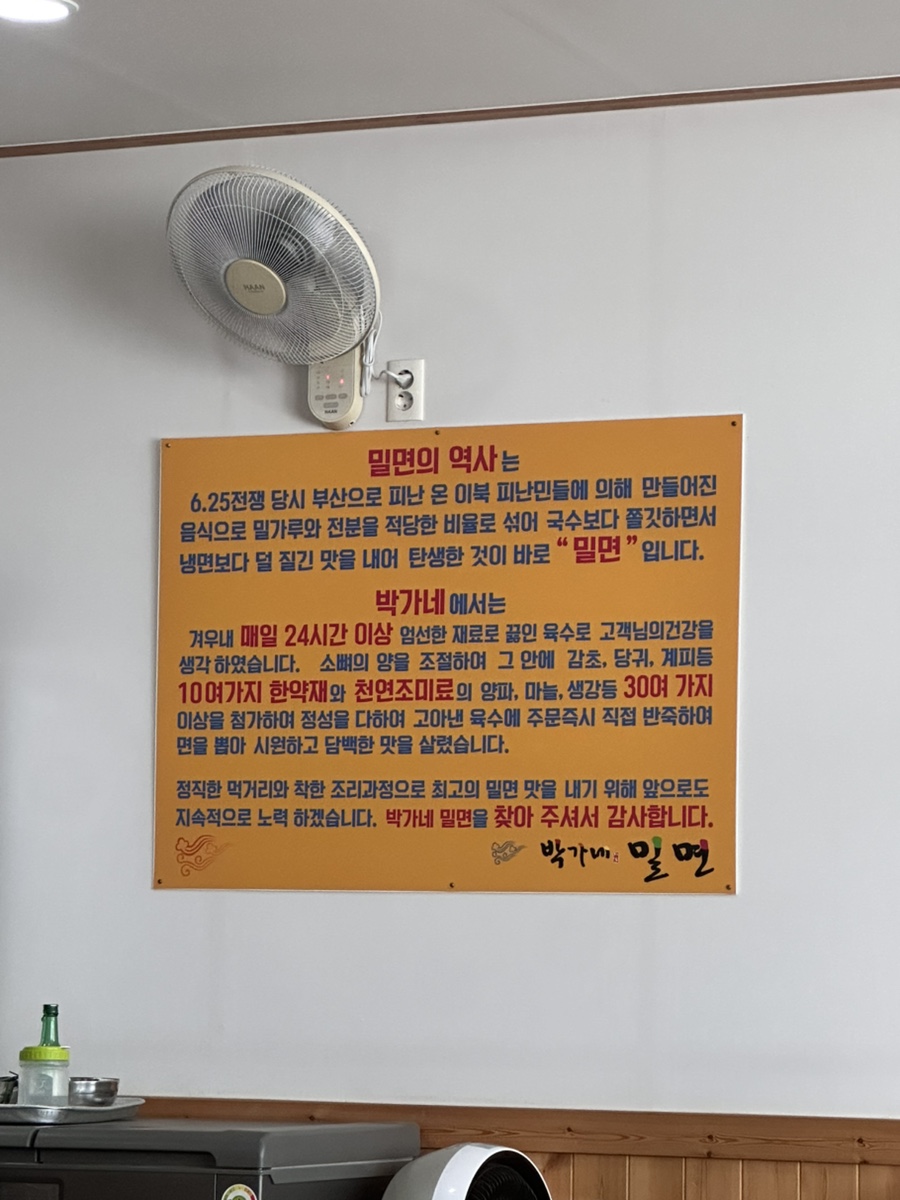 HAAN
HAAN
밀면의 역사는
6.25전쟁 당시 부산으로 피난 온 이북 피난민들에 의해 만들어진
음식으로 밀가루와 전분을 적당한 비율로 섞어 국수보다 쫄깃하면서
냉면보다 덜 질긴 맛을 내어 탄생한 것이 바로 “밀면” 입니다.
박가네에서는
겨우내 매일 24시간 이상 엄선한 재료로 끓인 육수로 고객님의건강을
생각 하였습니다. 소뼈의 양을 조절하여 그 안에 감초, 당귀, 계피등
10여가지 한약재와 천연조미료의 양파, 마늘, 생강등 30여 가지
이상을 첨가하여 정성을 다하여 고아낸 육수에 주문즉시 직접 반죽하여
면을 뽑아 시원하고 담백한 맛을 살렸습니다.
정직한 먹거리와 착한 조리과정으로 최고의 밀면 맛을 내기 위해 앞으로도
지속적으로 노력 하겠습니다. 박가네 밀면을 찾아 주셔서 감사합니다.
박가네 밀면